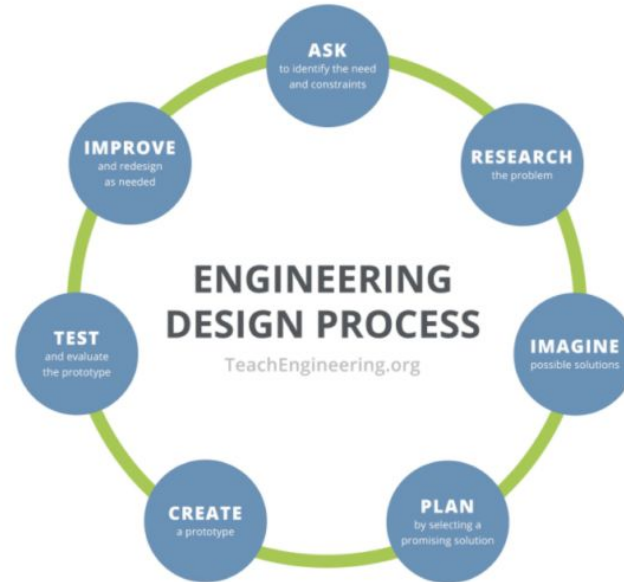 ASK
to identify the need
and constraints
RESEARCH
the problem
IMAGINE
possible solutions
PLAN
by selecting a
promising solution
CREATE
a prototype
TEST
and evaluate
the prototype
IMPROVE
and redesign
as needed
ENGINEERING
DESIGN PROCESS
TeachEngineering.org